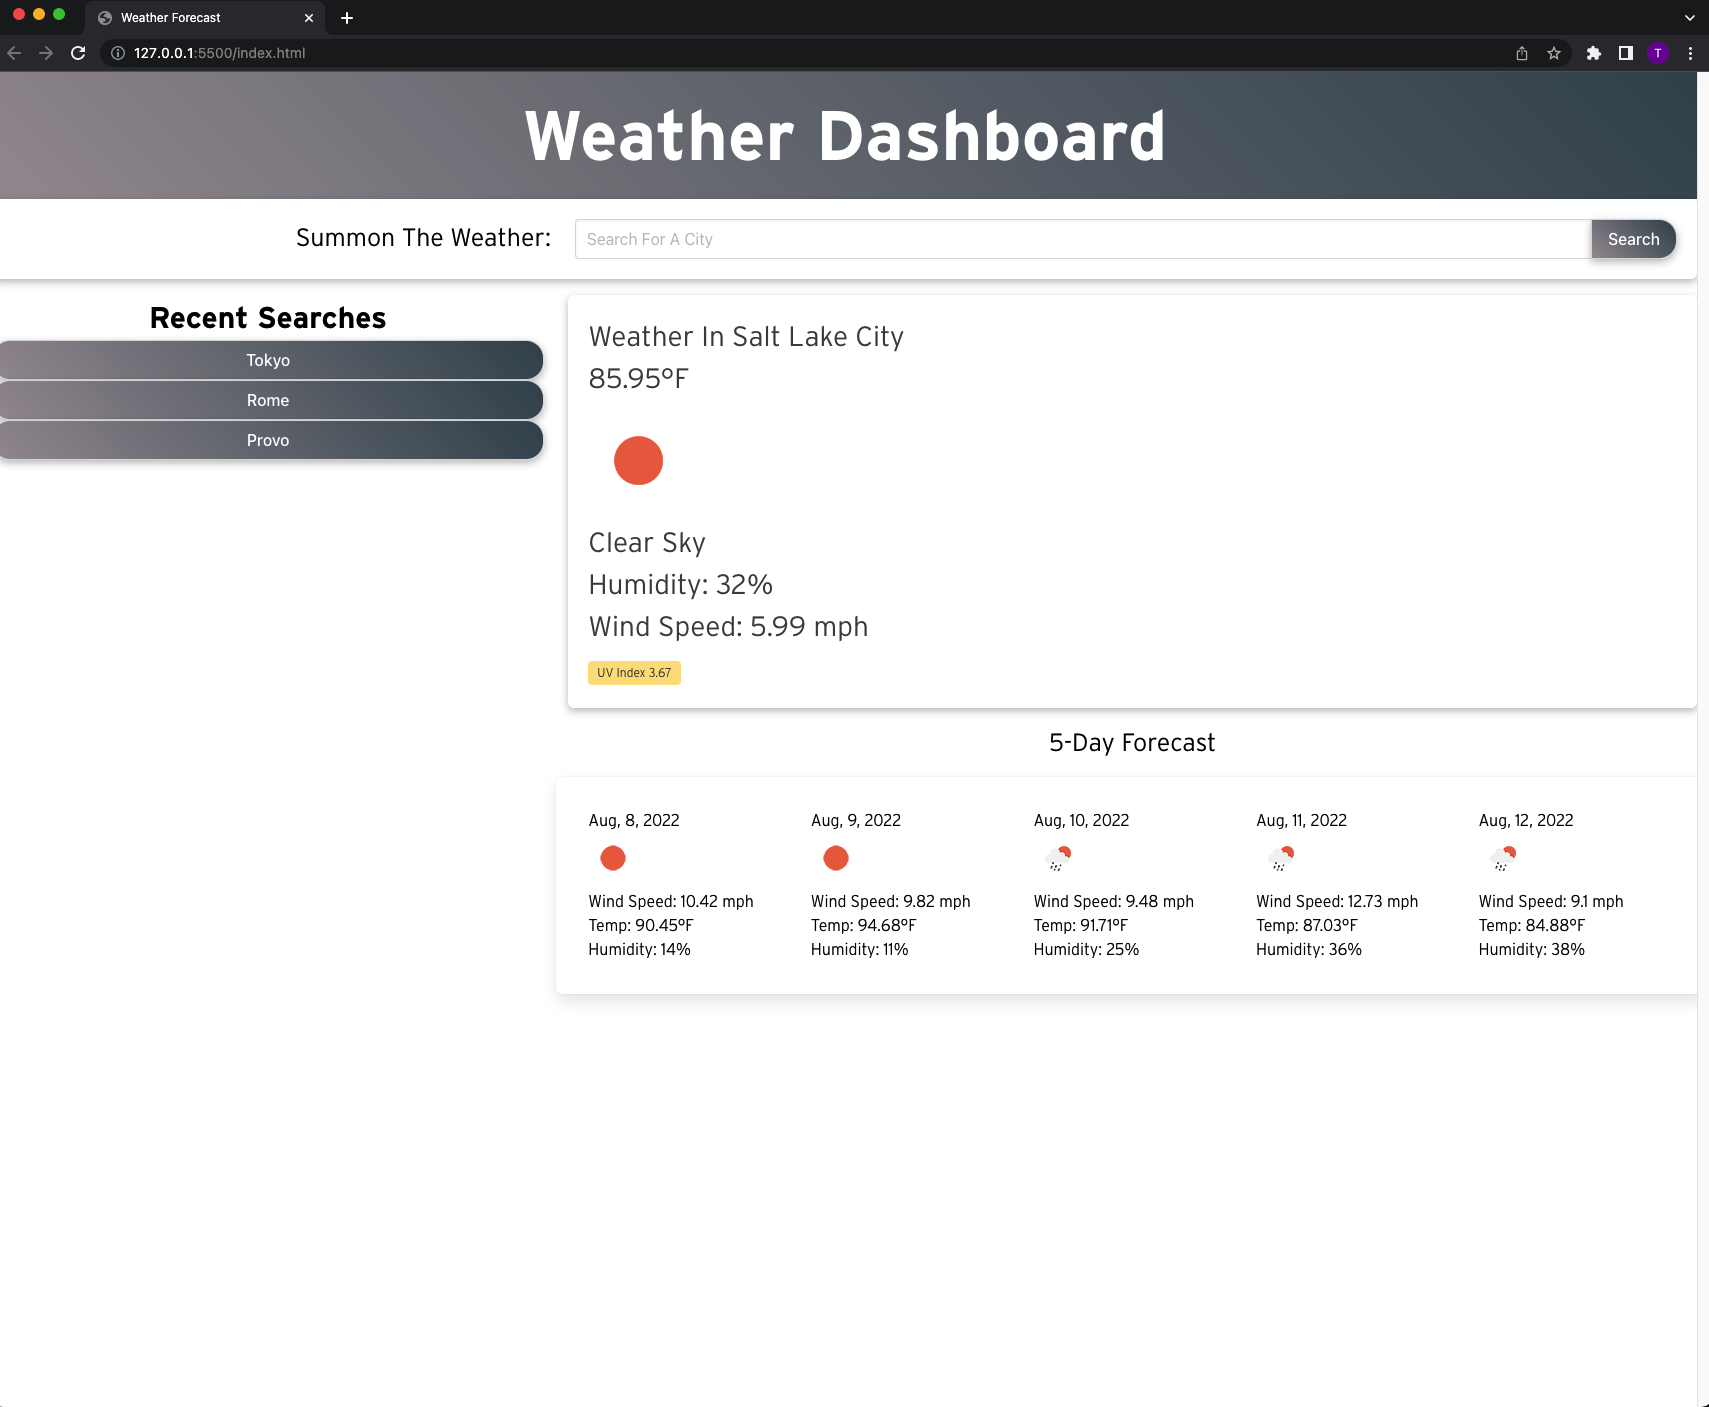 Weather Forecast
127.0.0.1:5500/index.html
T
Weather Dashboard
Summon The Weather:
Search For A City
Search
Recent Searches
Tokyo
Rome
Provo
Weather In Salt Lake City
85.95°F
Clear Sky
Humidity: 32%
Wind Speed: 5.99 mph
UV Index 3.67
5-Day Forecast
Aug, 8, 2022
Wind Speed: 10.42 mph
Temp: 90.45°F
Humidity: 14%
Aug, 9, 2022
Wind Speed: 9.82 mph
Temp: 94.68°F
Humidity: 11%
Aug, 10, 2022
Wind Speed: 9.48 mph
Temp: 91.71°F
Humidity: 25%
Aug, 11, 2022
Wind Speed: 12.73 mph
Temp: 87.03°F
Humidity: 36%
Aug, 12, 2022
Wind Speed: 9.1 mph
Temp: 84.88°F
Humidity: 38%